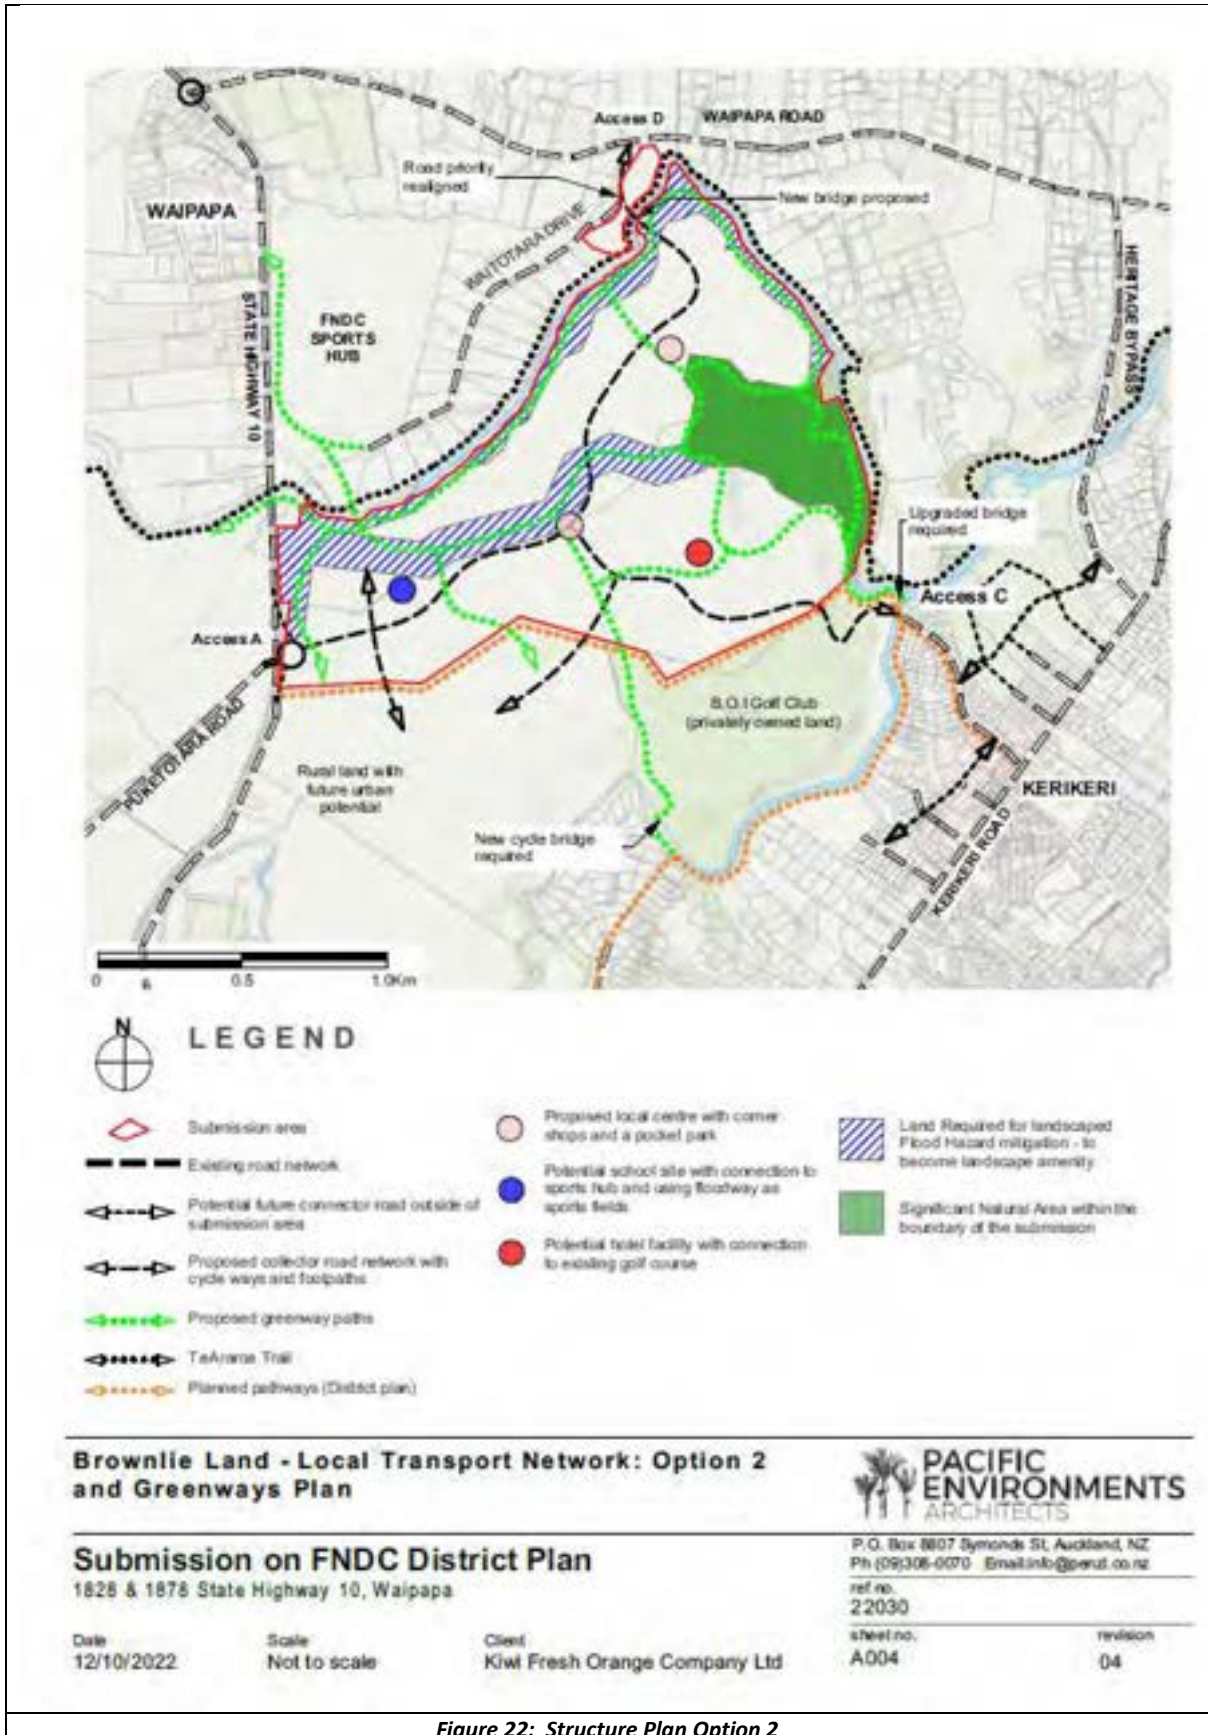 Access D
WAIPAPA ROAD
Road priority
realigned
New bridge proposed
WAIPAPA
WAITOTARA DRIVE
HERITAGE BYPASS
STATE HIGHWAY 10
FNDC
SPORTS
HUB
Upgraded bridge
required
Access C
Access A
B.O.I Golf Club
(privately owned land)
PUKETOTARA ROAD
Rural land with
future urban
potential
KERIKERI
New cycle bridge
required
KERIKERI ROAD
0 0.5 1.0Km
N
LEGEND
Submission area
Existing road network
Potential future connector road outside of
submission area
Proposed collector road network with
cycle ways and footpaths
Proposed greenway paths
TeAraroa Trail
Planned pathways (District plan)
Proposed local centre with corner
shops and a pocket park
Potential school site with connection to
sports hub and using floodway as
sports fields
Potential hotel facility with connection
to existing golf course
Land Required for landscaped
Flood Hazard mitigation - to
become landscape amenity
Significant Natural Area within the
boundary of the submission
Brownlie Land - Local Transport Network: Option 2
and Greenways Plan
PACIFIC
ENVIRONMENTS
ARCHITECTS
Submission on FNDC District Plan
1828 & 1878 State Highway 10, Waipapa
P.O. Box 8807 Symonds St, Auckland, NZ
Ph (09)308-0070 Email:info@penzl.co.nz
ref no.
22030
Date
12/10/2022
Scale
Not to scale
Client
Kiwi Fresh Orange Company Ltd
sheet no.
A004
revision
04
Figure 22: Structure Plan Option 2